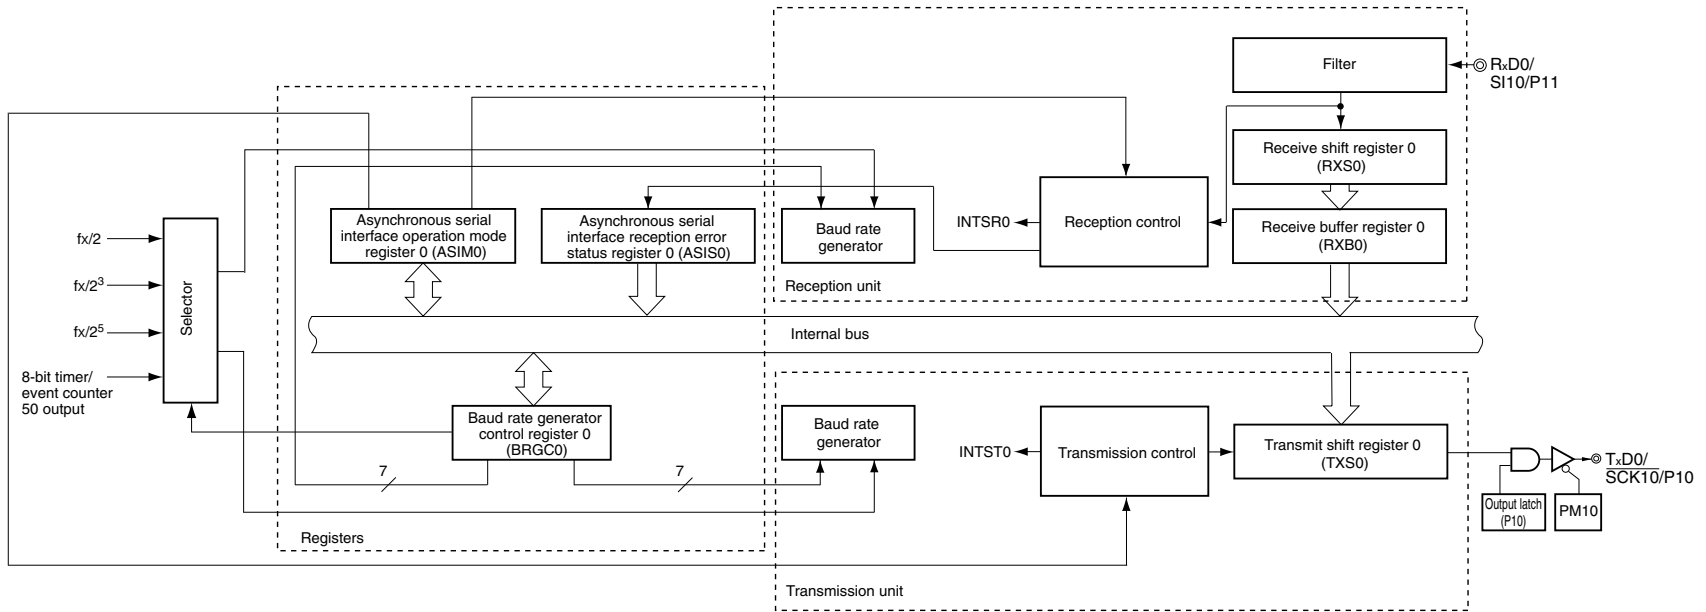 Filter
RxD0/
SI10/P11
Receive shift register 0
(RXS0)
Asynchronous serial
interface operation mode
register 0 (ASIM0)
Asynchronous serial
interface reception error
status register 0 (ASIS0)
Baud rate
generator
INTSR0
Reception control
Receive buffer register 0
(RXB0)
Reception unit
fx/2
fx/2³
fx/2⁵
8-bit timer/
event counter
50 output
Selector
Internal bus
Baud rate generator
control register 0
(BRGC0)
7
7
Baud rate
generator
INTST0
Transmission control
Transmit shift register 0
(TXS0)
TxD0/
SCK10/P10
Output latch
(P10)
PM10
Registers
Transmission unit